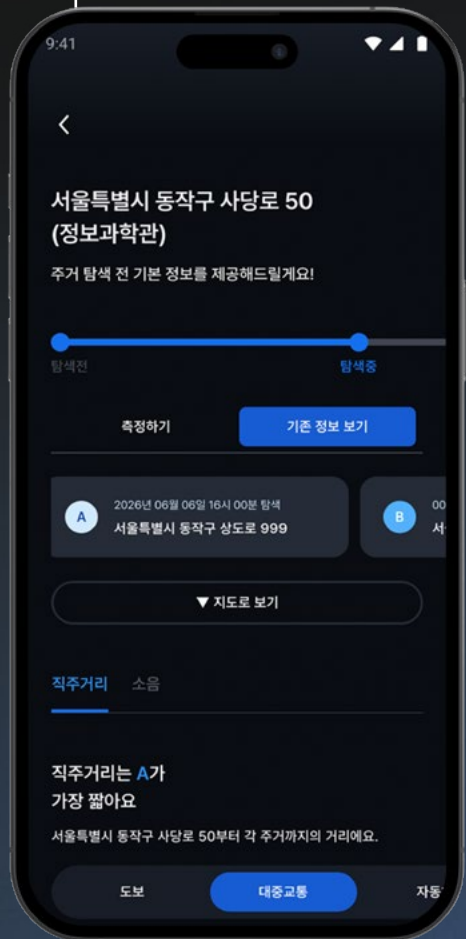 9:41
서울특별시 동작구 사당로 50
(정보과학관)
주거 탐색 전 기본 정보를 제공해드릴게요!
탐색전
탐색중
측정하기
기존 정보 보기
A
2026년 06월 06일 16시 00분 탐색
서울특별시 동작구 상도로 999
B
00
서
▼ 지도로 보기
직주거리
소음
직주거리는 A가
가장 짧아요
서울특별시 동작구 사당로 50부터 각 주거까지의 거리에요.
도보
대중교통
자동